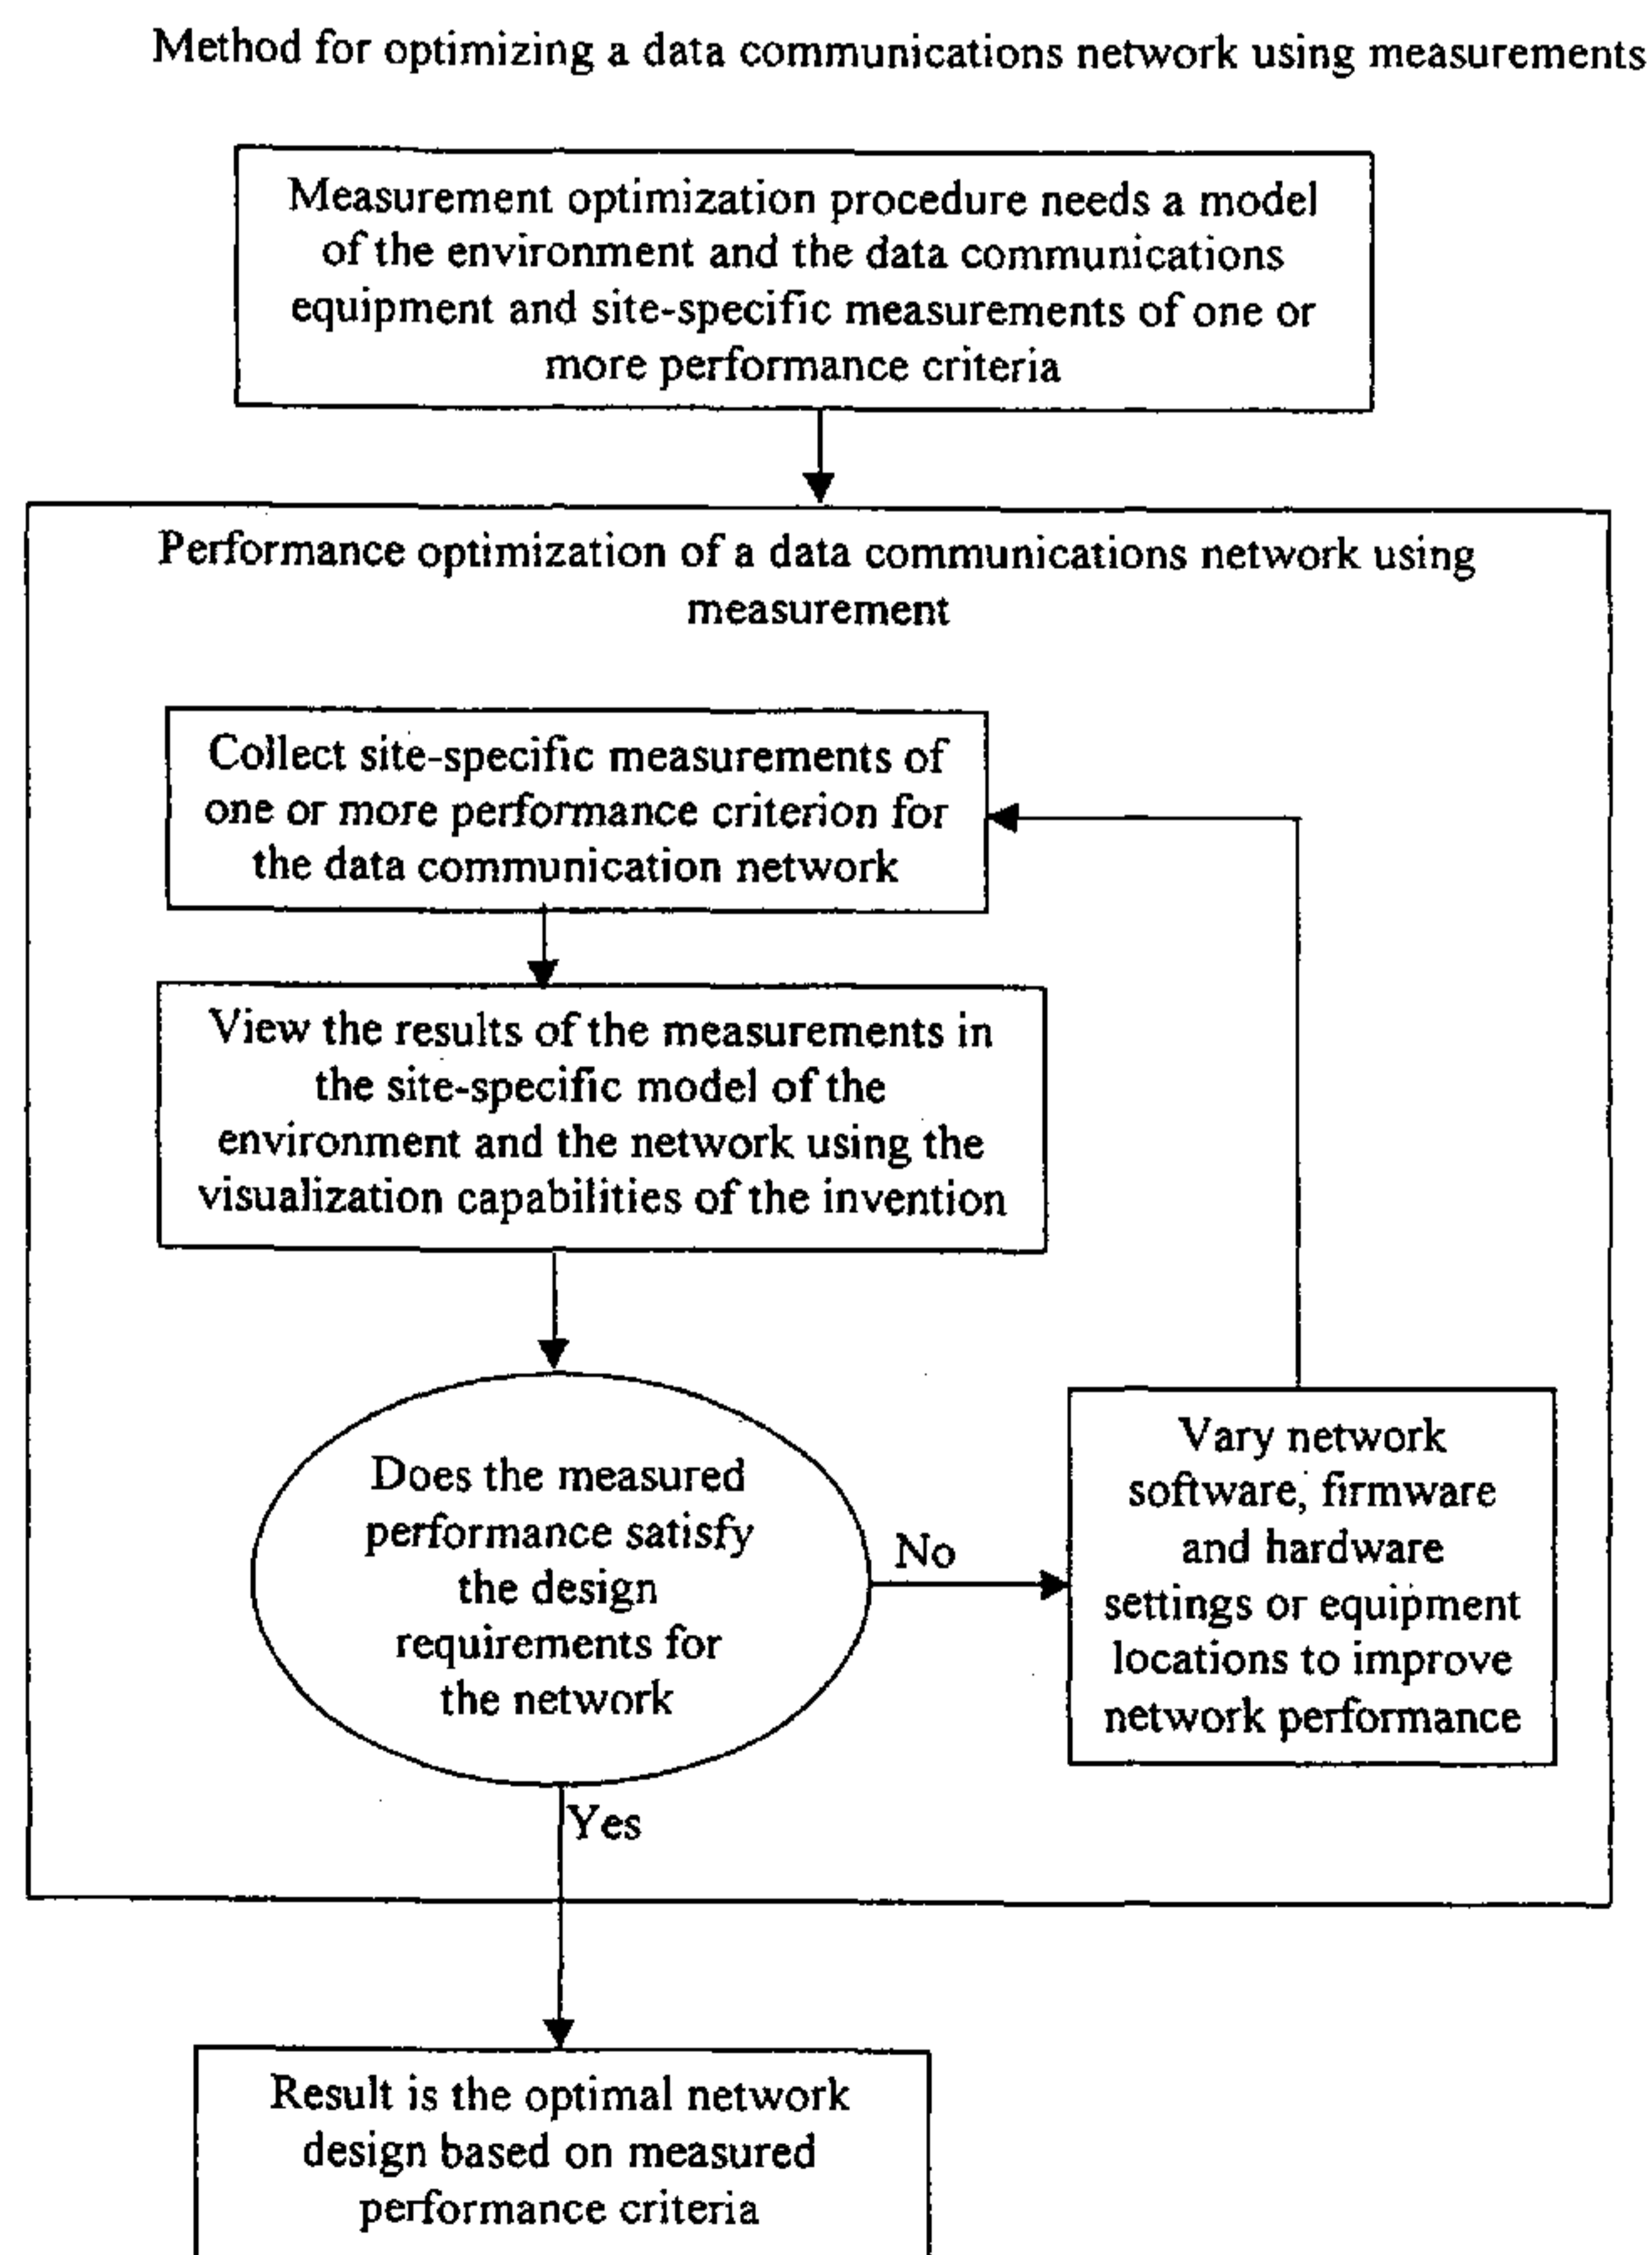 Method for optimizing a data communications network using measurements
Measurement optimization procedure needs a model
of the environment and the data communications
equipment and site-specific measurements of one or
more performance criteria
Performance optimization of a data communications network using
measurement
Collect site-specific measurements of
one or more performance criterion for
the data communication network
View the results of the measurements in
the site-specific model of the
environment and the network using the
visualization capabilities of the invention
Does the measured
performance satisfy
the design
requirements for
the network
No
Vary network
software, firmware
and hardware
settings or equipment
locations to improve
network performance
Yes
Result is the optimal network
design based on measured
performance criteria